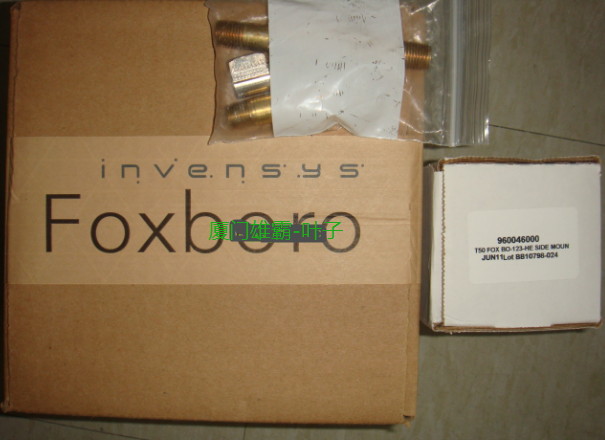 invensys
Foxboro
厦门雄霸-叶子
960046000
T50 FOX BO-123-HE SIDE MOUN
JUN11Lot BB10798-024